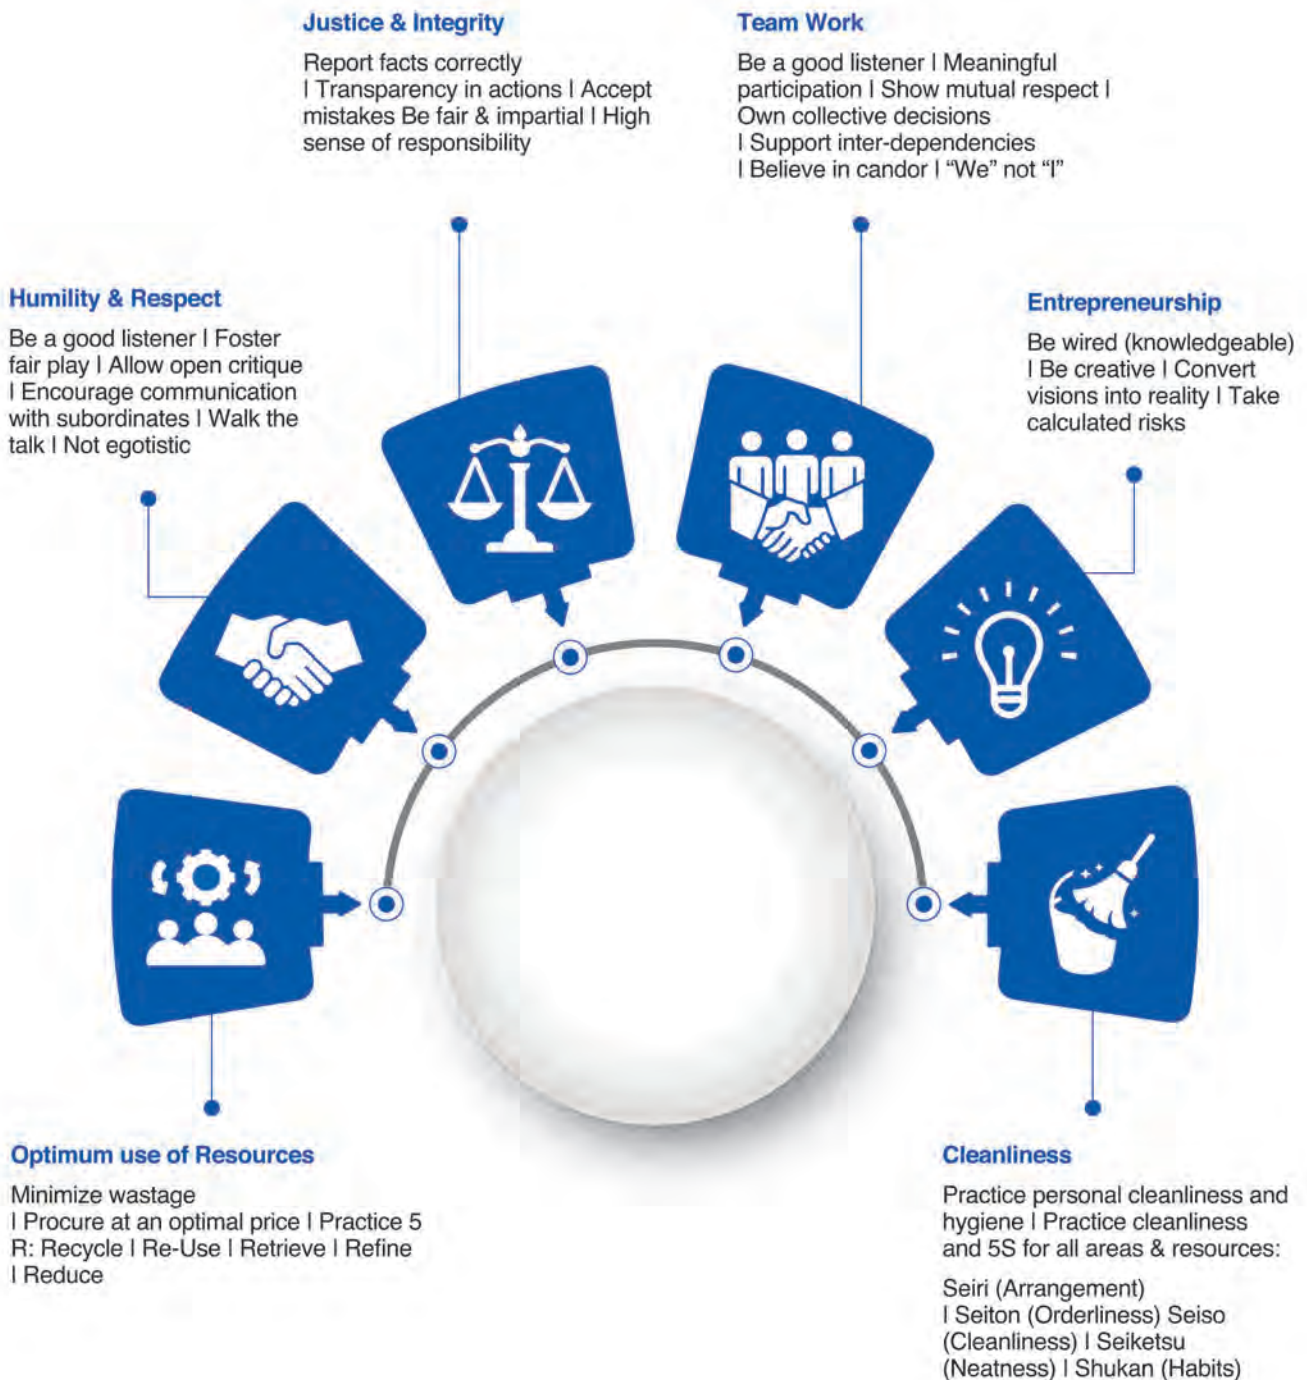 Justice & Integrity
Report facts correctly
| Transparency in actions | Accept
mistakes Be fair & impartial | High
sense of responsibility
Team Work
Be a good listener | Meaningful
participation | Show mutual respect |
Own collective decisions
| Support inter-dependencies
| Believe in candor | “We” not “I”
Humility & Respect
Be a good listener | Foster
fair play | Allow open critique
| Encourage communication
with subordinates | Walk the
talk | Not egotistic
Entrepreneurship
Be wired (knowledgeable)
| Be creative | Convert
visions into reality | Take
calculated risks
Optimum use of Resources
Minimize wastage
| Procure at an optimal price | Practice 5
R: Recycle | Re-Use | Retrieve | Refine
| Reduce
Cleanliness
Practice personal cleanliness and
hygiene | Practice cleanliness
and 5S for all areas & resources:
Seiri (Arrangement)
| Seiton (Orderliness) Seiso
(Cleanliness) | Seiketsu
(Neatness) | Shukan (Habits)